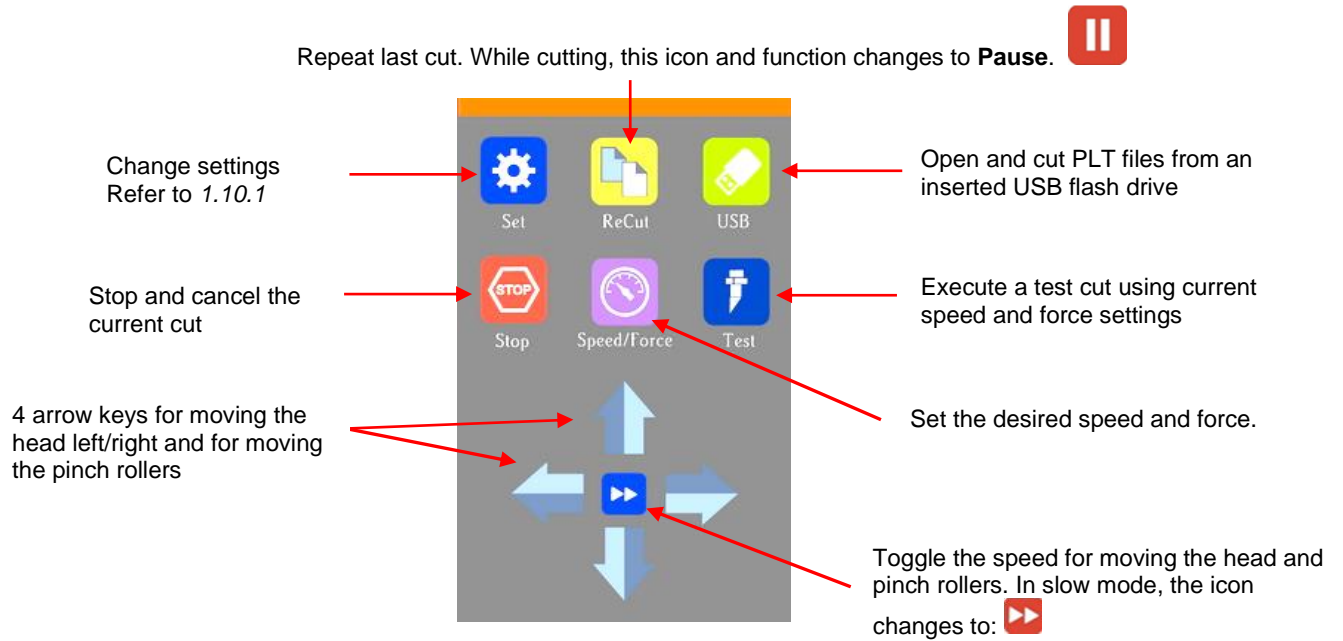 Repeat last cut. While cutting, this icon and function changes to Pause.
Change settings
Refer to 1.10.1
Open and cut PLT files from an
inserted USB flash drive
Set
ReCut
USB
STOP
Stop and cancel the
current cut
Execute a test cut using current
speed and force settings
Stop
Speed/Force
Test
4 arrow keys for moving the
head left/right and for moving
the pinch rollers
Set the desired speed and force.
Toggle the speed for moving the head and
pinch rollers. In slow mode, the icon
changes to: